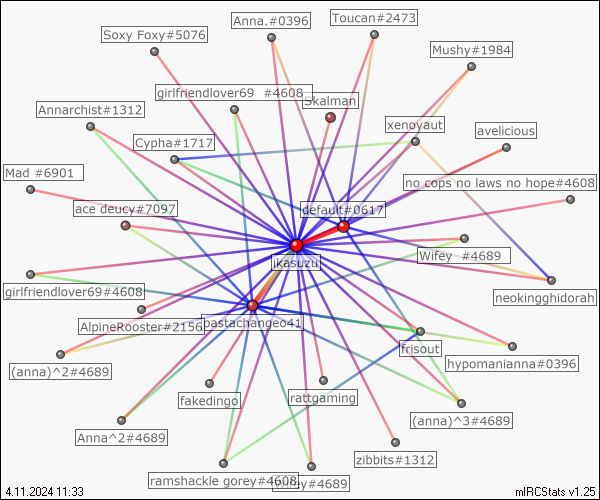 Toucan#2473
Anna.#0396
Soxy Foxy#5076
Mushy#1984
girlfriendlover69 #4608
Skalman
Annarchist#1312
xenoyaut
avelicious
Cypha#1717
Mad #6901
no cops no laws no hope#4608
ace deucy#7097
default#0617
jkasuzu
Wifey #4689
girlfriendlover69#4608
neokingghidorah
AlpineRooster#2156
pastachangeo41
frisout
hypomanianna#0396
(anna)^2#4689
fakedingo
rattgaming
(anna)^3#4689
Anna^2#4689
zibbits#1312
ramshackle gorey#4608
#4689
4.11.2024 11:33
mIRCStats v1.25